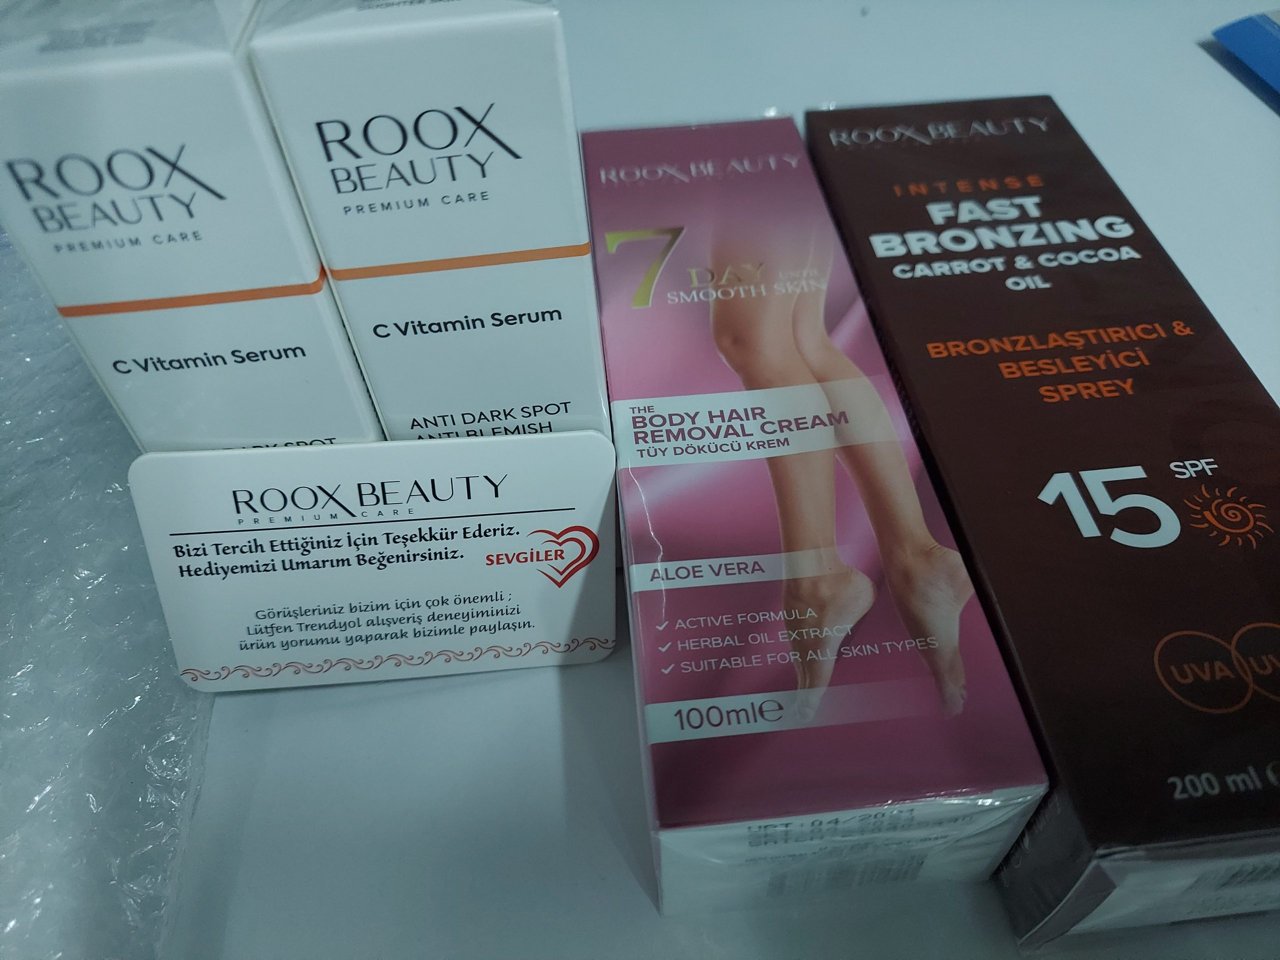 ROOX
BEAUTY
PREMIUM CARE
C Vitamin Serum
DARK SPOT
ROOX
BEAUTY
PREMIUM CARE
C Vitamin Serum
ANTI DARK SPOT
ANTI BLEMISH
ROOX BEAUTY
PREMIUM CARE
Bizi Tercih Ettiğiniz İçin Teşekkür Ederiz.
Hediyemizi Umarım Beğenirsiniz.
SEVGİLER
Görüşleriniz bizim için çok önemli ;
Lütfen Trendyol alışveriş deneyiminizi
ürün yorumu yaparak bizimle paylaşın.
ROOX BEAUTY
7 DAY
SMOOTH SKIN
THE
BODY HAIR
REMOVAL CREAM
TÜY DÖKÜCÜ KREM
ALOE VERA
✓ ACTIVE FORMULA
✓ HERBAL OIL EXTRACT
✓ SUITABLE FOR ALL SKIN TYPES
100ml℮
ROOX BEAUTY
INTENSE
FAST
BRONZING
CARROT & COCOA
OIL
BRONZLAŞTIRICI &
BESLEYİCİ
SPREY
15 SPF
UVA
200 ml